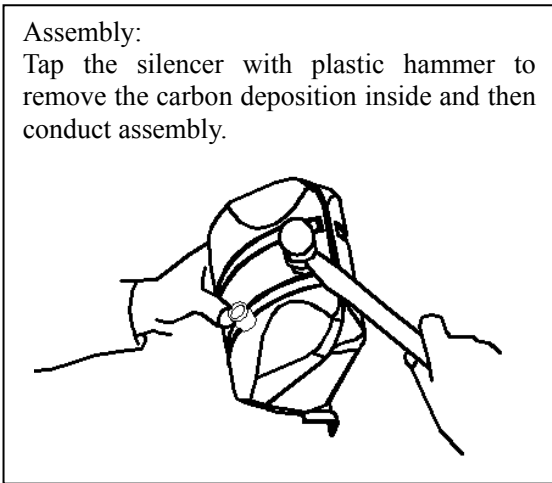 Assembly:
Tap the silencer with plastic hammer to
remove the carbon deposition inside and then
conduct assembly.